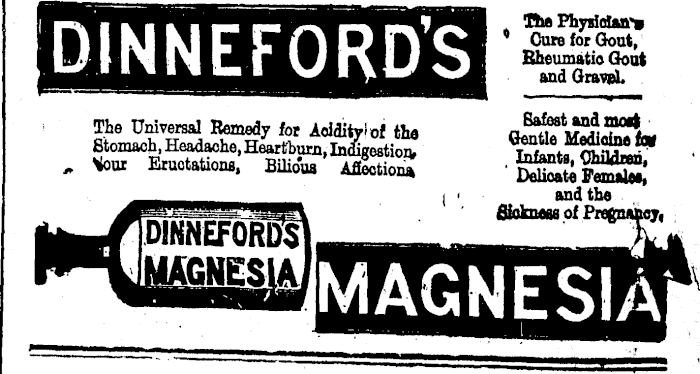 DINNEFORD'S
The Physician's
Cure for Gout,
Rheumatic Gout
and Gravel.
The Universal Remedy for Acidity of the
Stomach, Headache, Heartburn, Indigestion,
Sour Eructations, Bilious Affections
Safest and most
Gentle Medicine for
Infants, Children,
Delicate Females,
and the
Sickness of Pregnancy.
DINNEFORD'S
MAGNESIA
MAGNESIA